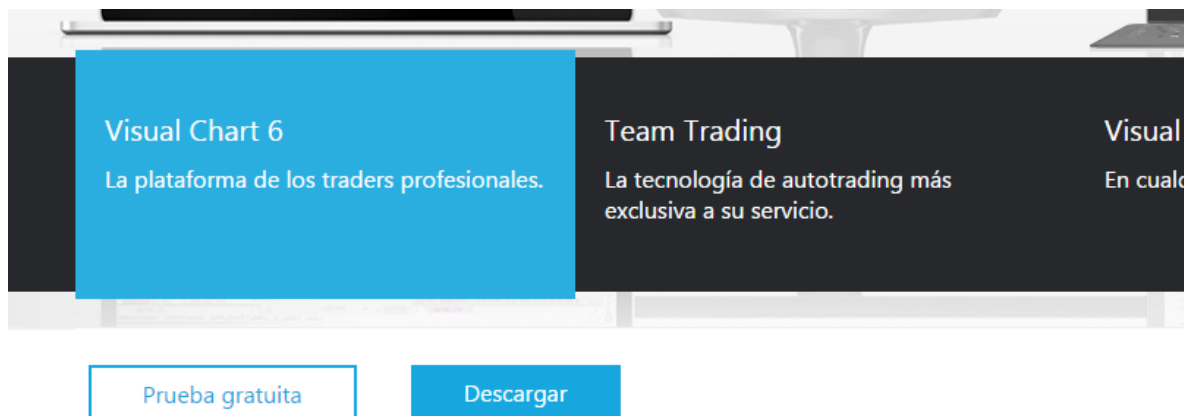 Visual Chart 6
La plataforma de los traders profesionales.
Team Trading
La tecnología de autotrading más
exclusiva a su servicio.
Visual
Prueba gratuita
Descargar